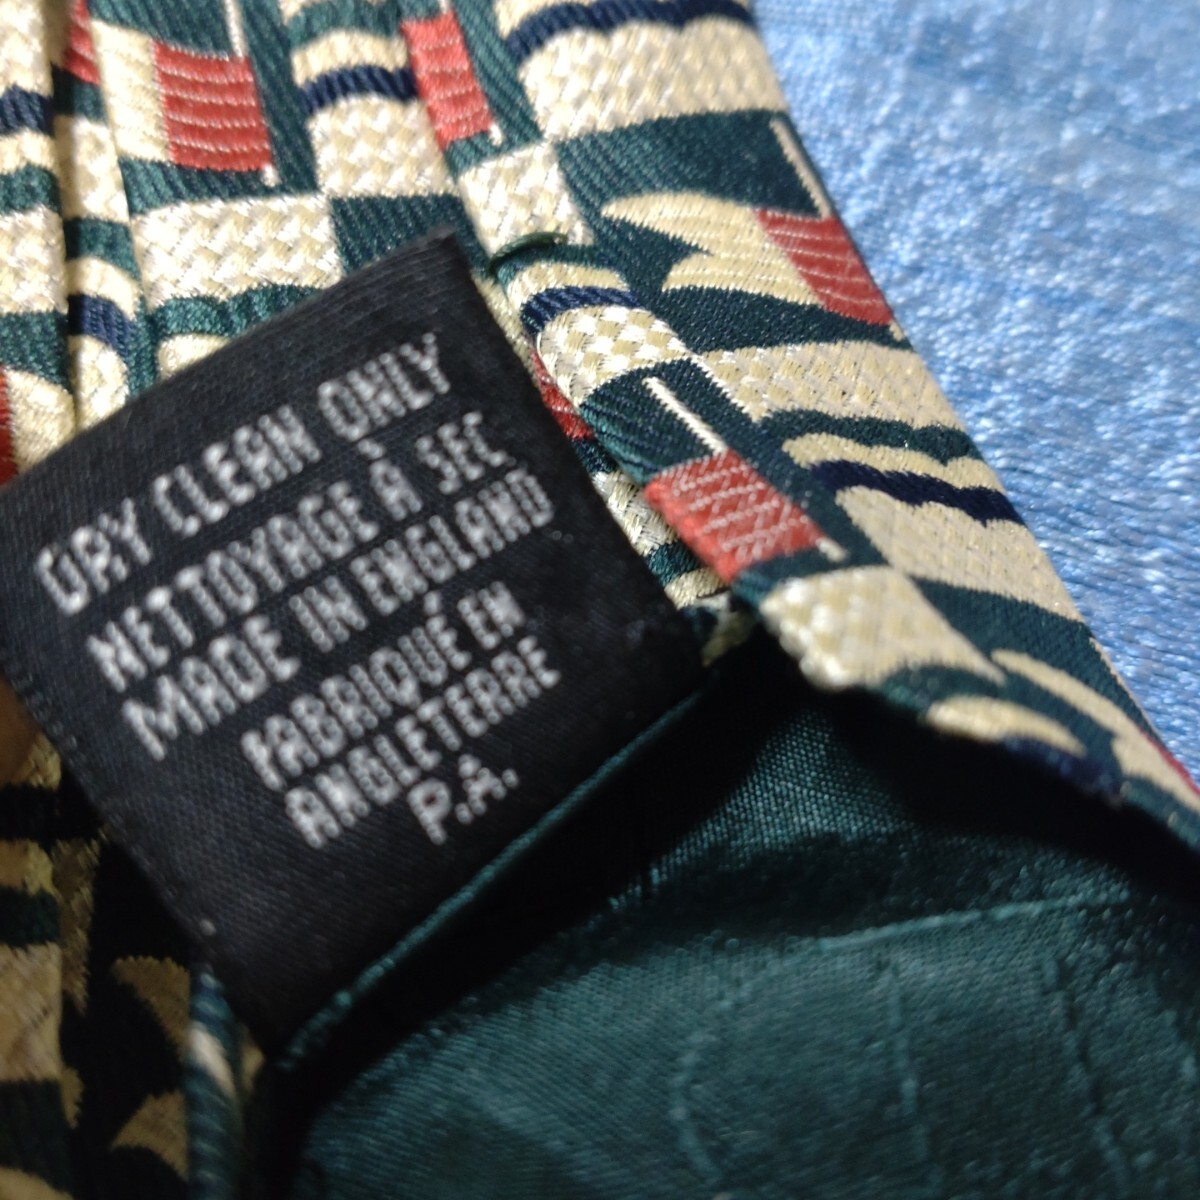 DRY CLEAN ONLY
NETTOYAGE À SEC
MADE IN ENGLAND
FABRIQUÉ EN
ANGLETERRE
P.A.